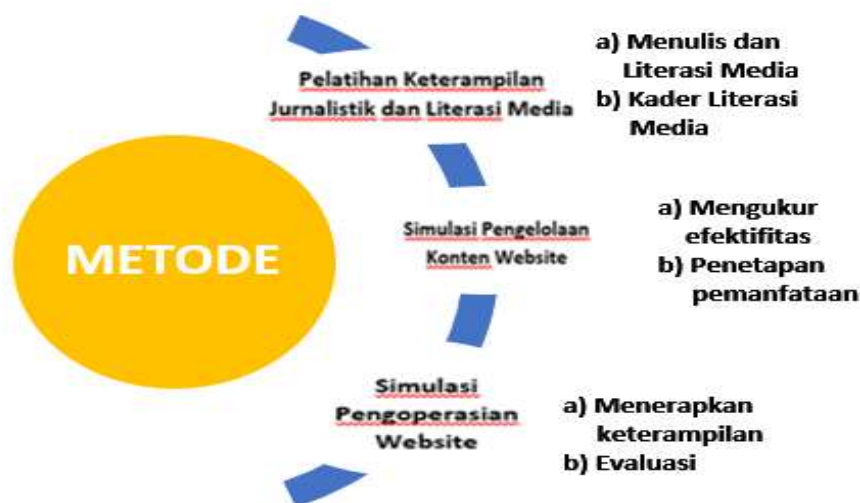 METODE
Pelatihan Keterampilan
Jurnalistik dan Literasi Media
a) Menulis dan
Literasi Media
b) Kader Literasi
Media
Simulasi Pengelolaan
Konten Website
a) Mengukur
efektifitas
b) Penetapan
pemanfataan
Simulasi
Pengoperasian
Website
a) Menerapkan
keterampilan
b) Evaluasi